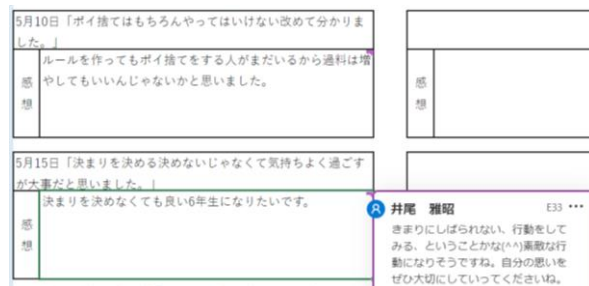 5月10日「ポイ捨てはもちろんやってはいけない改めて分かりま
した。」
感想
ルールを作ってもポイ捨てをする人がまだいるから過料は増
やしてもいいんじゃないかと思いました。
感想
5月15日「決まりを決める決めないじゃなくて気持ちよく過ごす
が大事だと思いました。」
感想
決まりを決めなくても良い6年生になりたいです。
井尾 雅昭 E33
きまりにしばられない、行動をして
みる、ということかな(^^)素敵な行
動になりそうですね。自分の思いを
ぜひ大切にしていってくださいね。